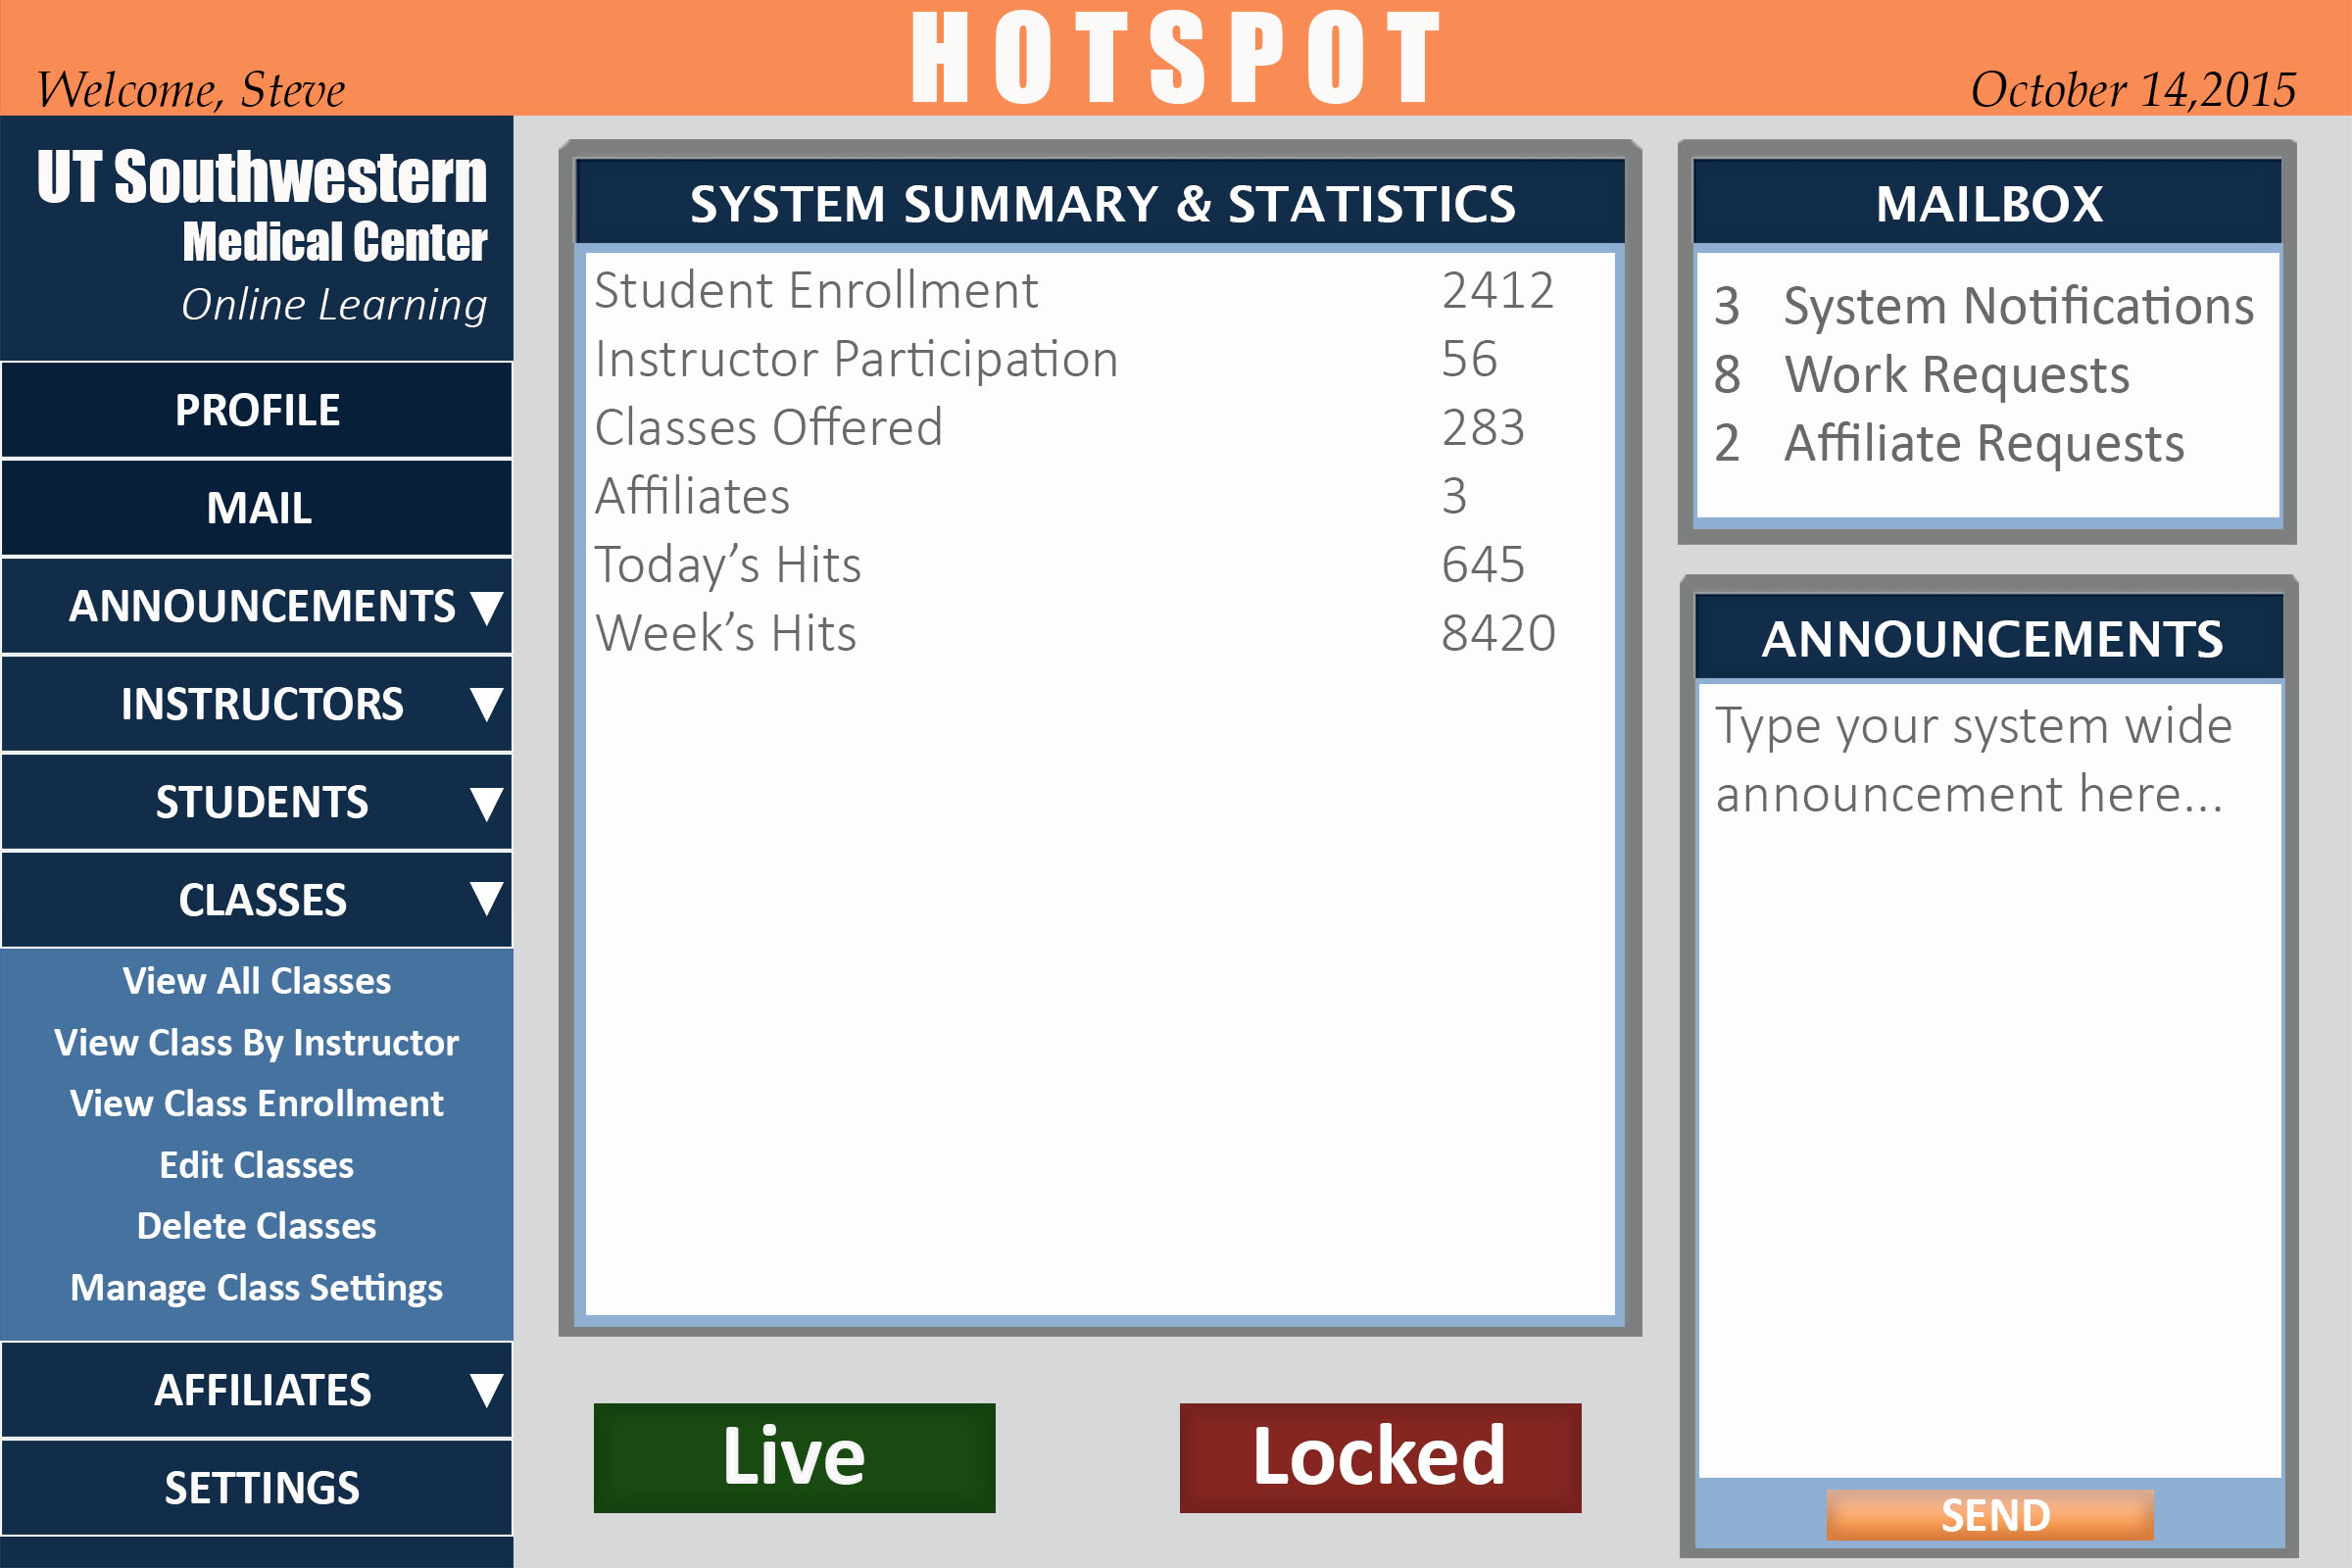 HOTSPOT
Welcome, Steve
October 14,2015
UT Southwestern
Medical Center
Online Learning
PROFILE
MAIL
ANNOUNCEMENTS
INSTRUCTORS
STUDENTS
CLASSES
View All Classes
View Class By Instructor
View Class Enrollment
Edit Classes
Delete Classes
Manage Class Settings
AFFILIATES
SETTINGS
SYSTEM SUMMARY & STATISTICS
Student Enrollment 2412
Instructor Participation 56
Classes Offered 283
Affiliates 3
Today’s Hits 645
Week’s Hits 8420
Live
Locked
MAILBOX
3 System Notifications
8 Work Requests
2 Affiliate Requests
ANNOUNCEMENTS
Type your system wide
announcement here...
SEND